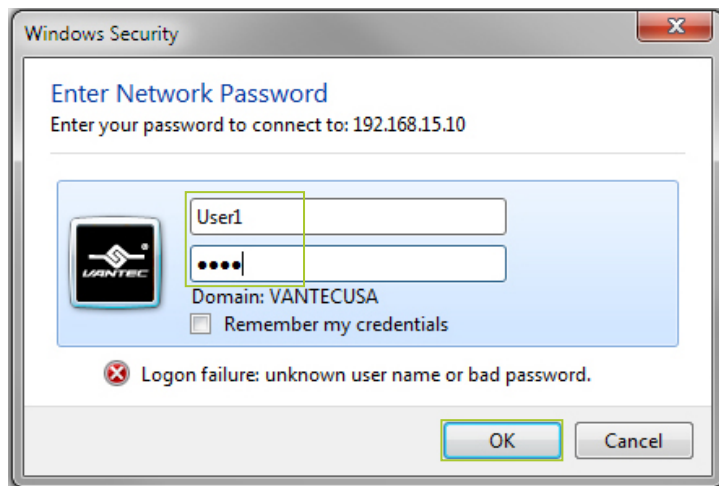 Windows Security
Enter Network Password
Enter your password to connect to: 192.168.15.10
User1
●●●●
VANTEC
Domain: VANTECUSA
Remember my credentials
Logon failure: unknown user name or bad password.
OK Cancel